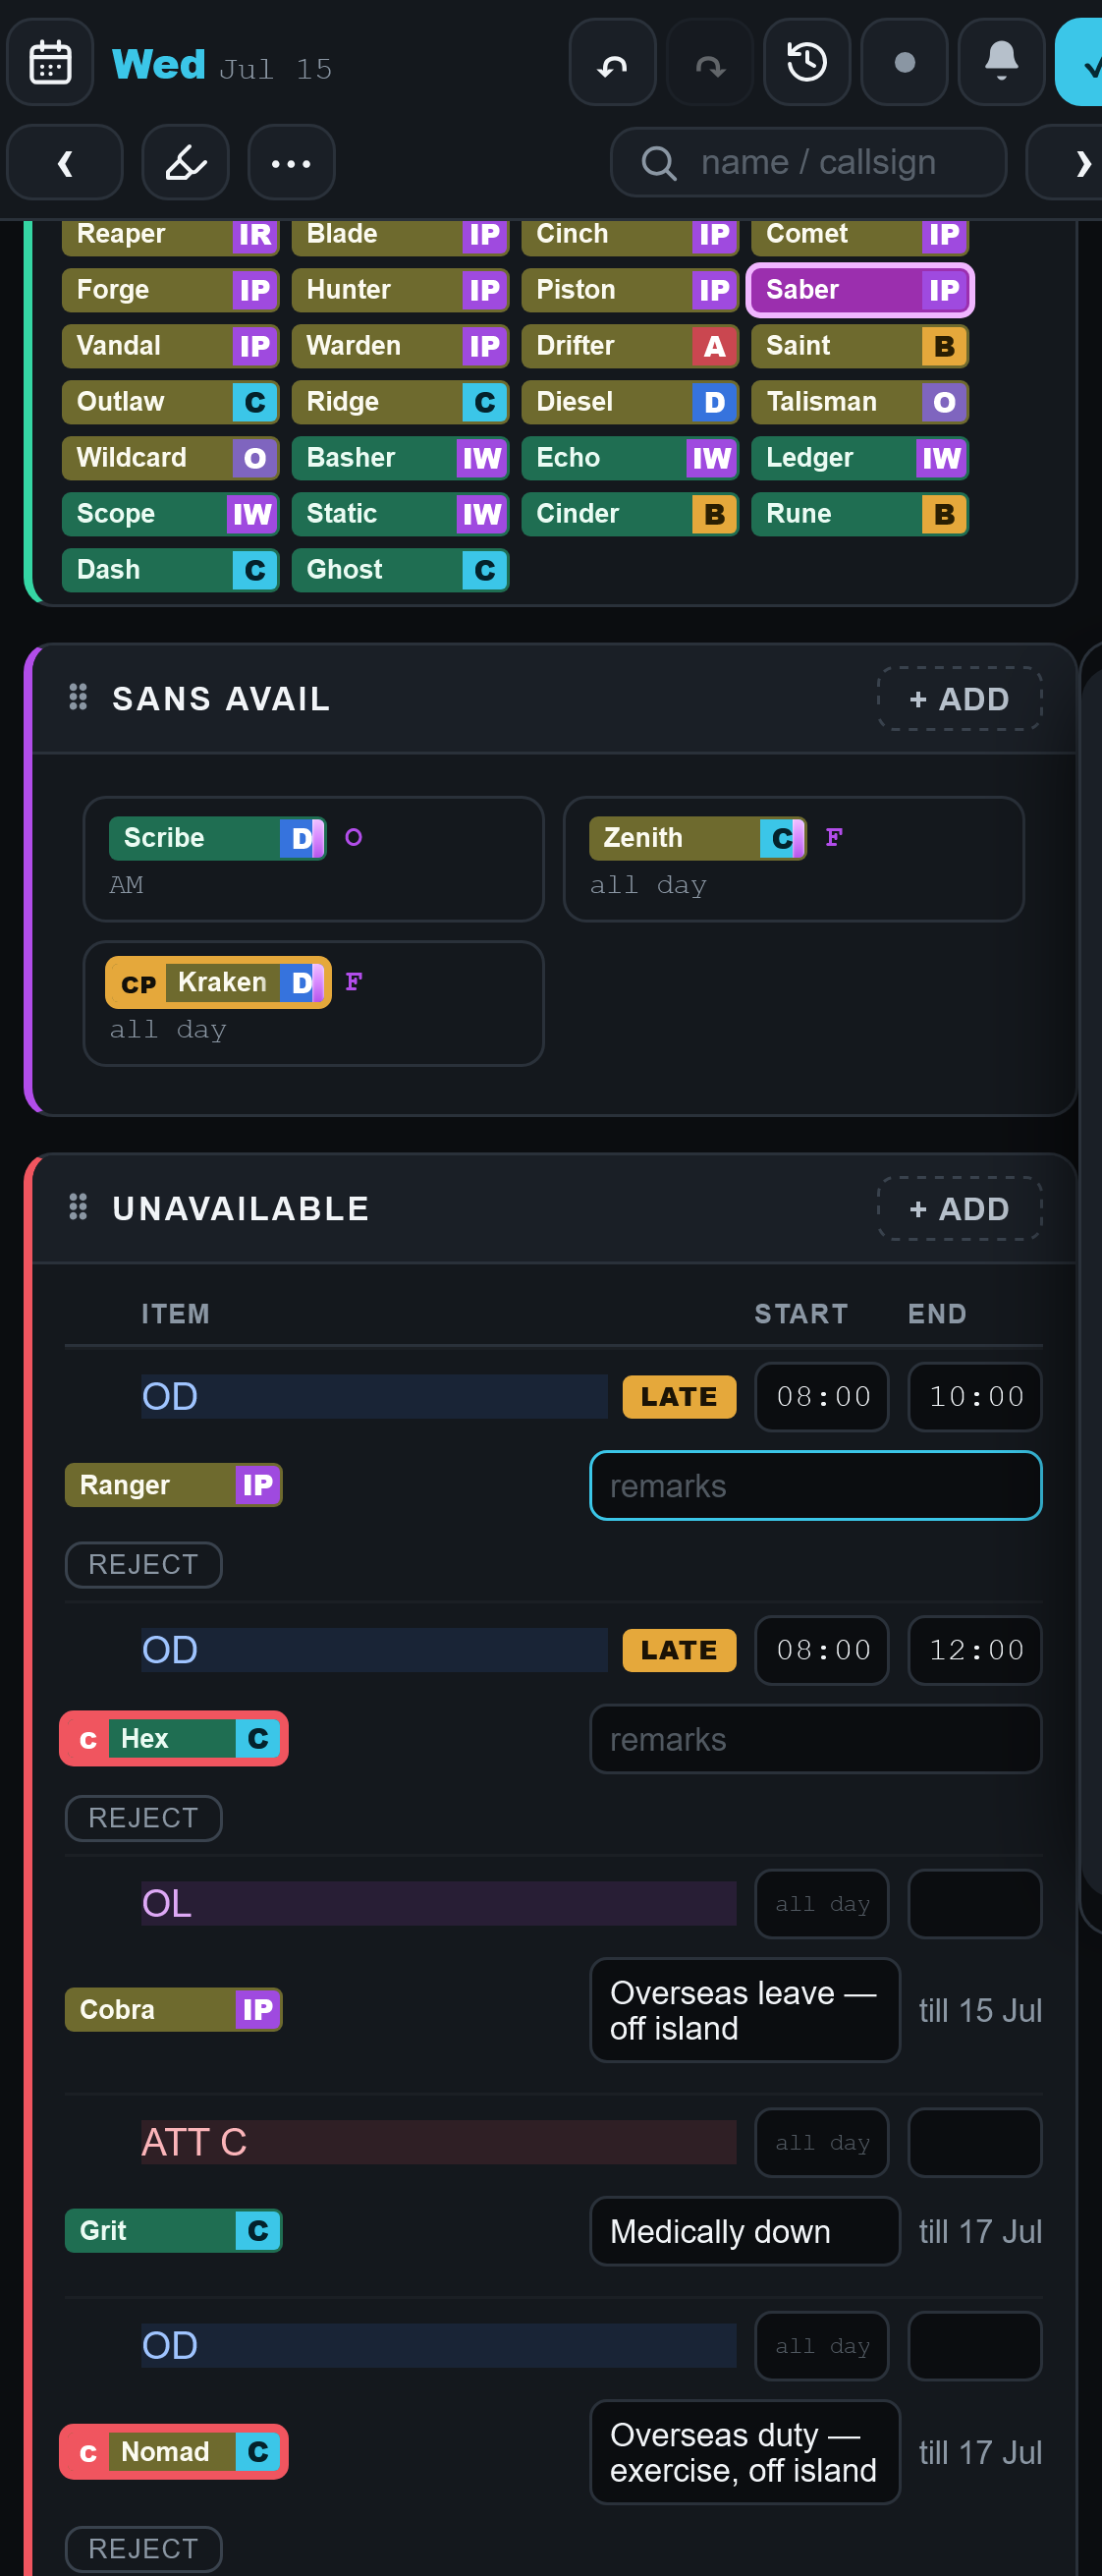 Wed Jul 15
name / callsign
Reaper IR Blade IP Cinch IP Comet IP
Forge IP Hunter IP Piston IP Saber IP
Vandal IP Warden IP Drifter A Saint B
Outlaw C Ridge C Diesel D Talisman O
Wildcard O Basher IW Echo IW Ledger IW
Scope IW Static IW Cinder B Rune B
Dash C Ghost C
SANS AVAIL + ADD
Scribe D O Zenith C F
AM all day
CP Kraken D F
all day
UNAVAILABLE + ADD
ITEM START END
OD LATE 08:00 10:00
Ranger IP remarks
REJECT
OD LATE 08:00 12:00
C Hex C remarks
REJECT
OL all day
Cobra IP Overseas leave — till 15 Jul
off island
ATT C all day
Grit C Medically down till 17 Jul
OD all day
C Nomad C Overseas duty — till 17 Jul
exercise, off island
REJECT